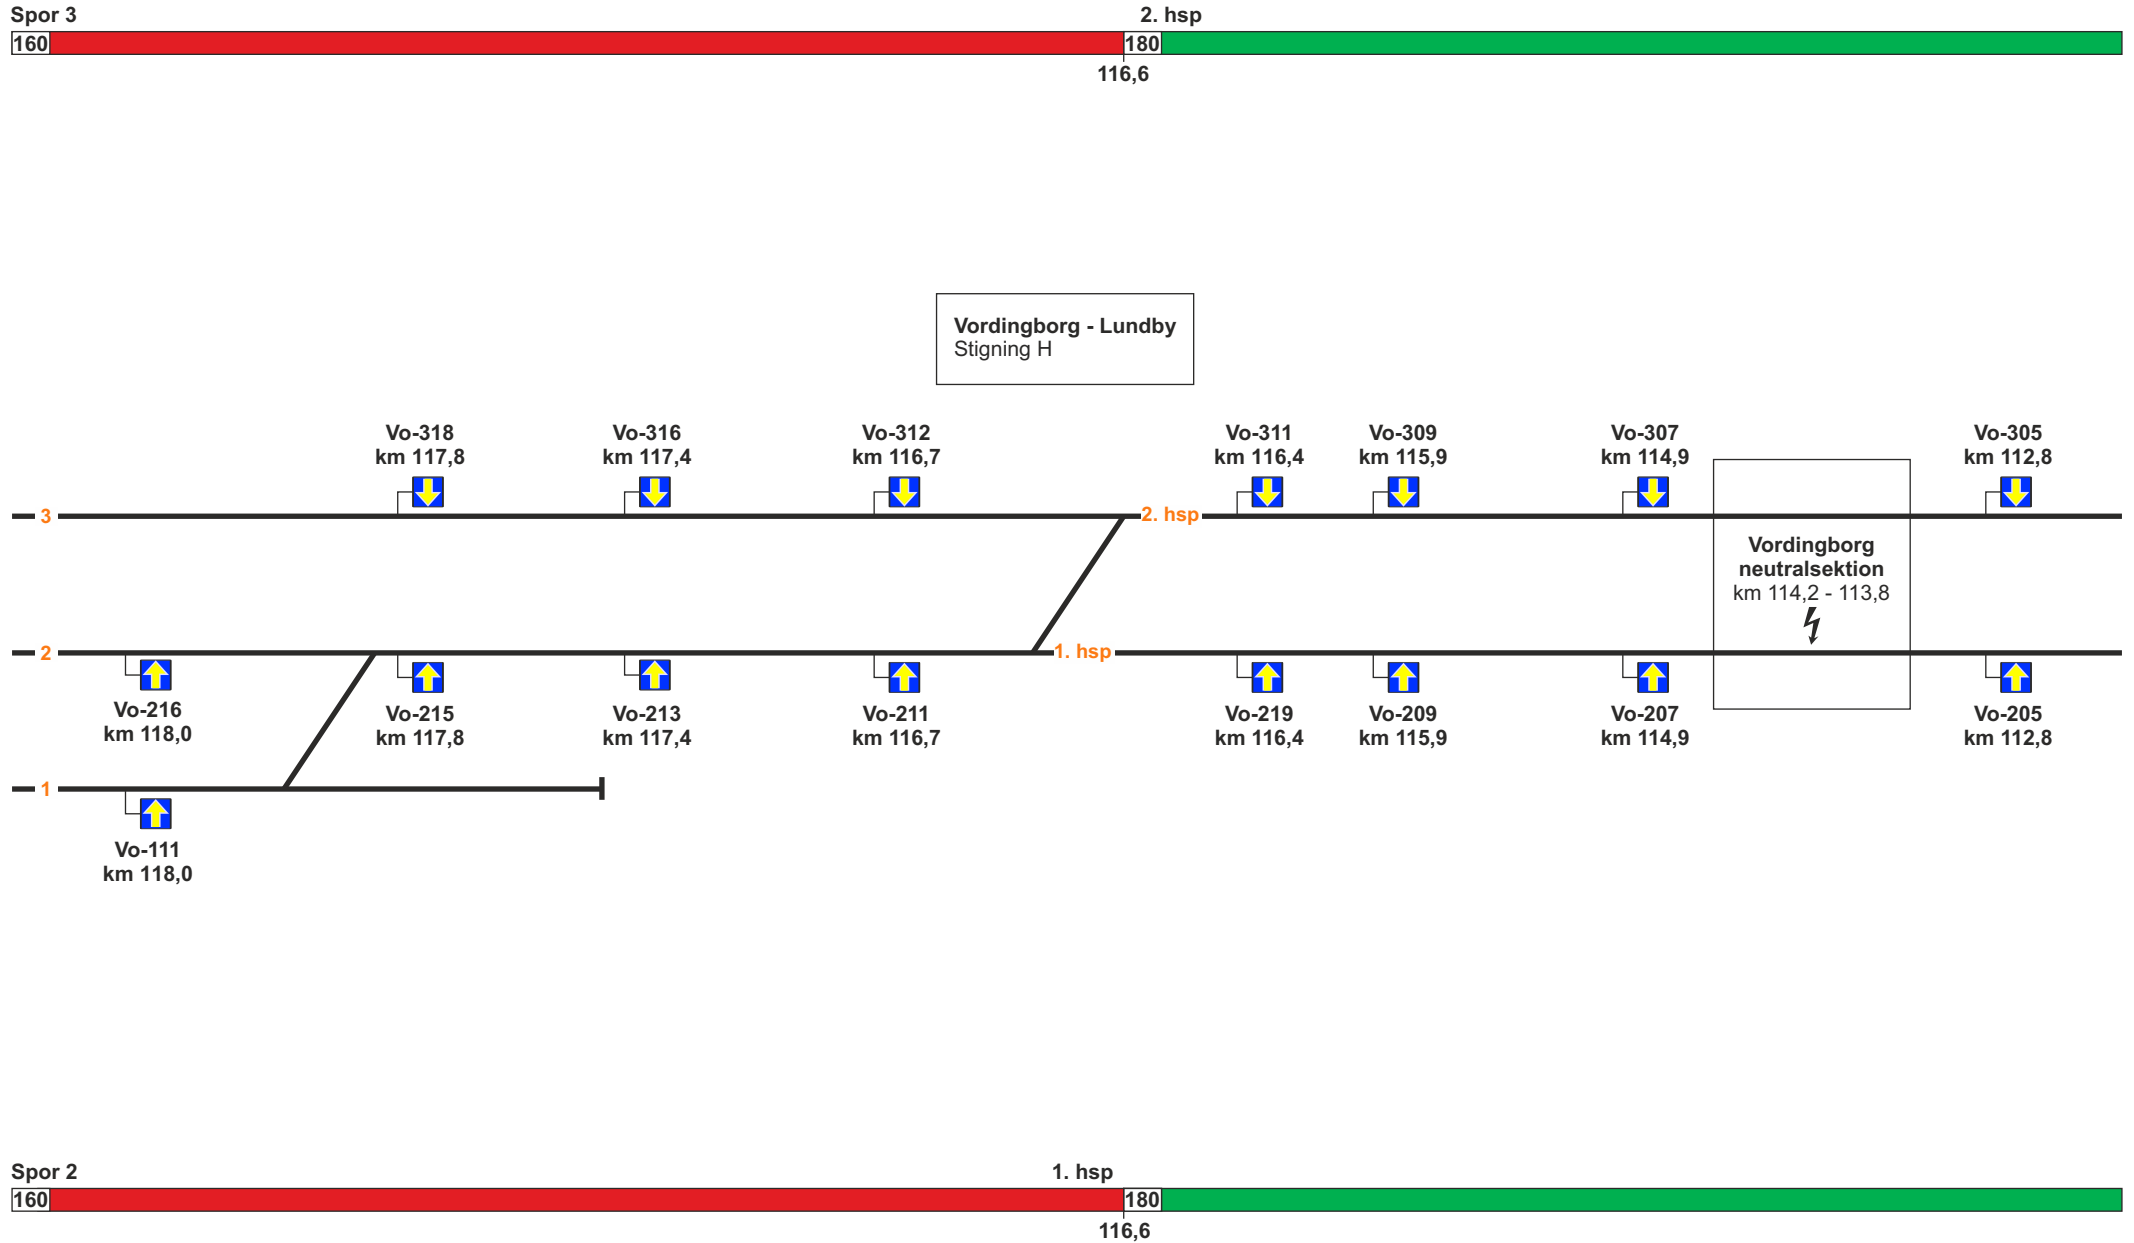 Spor 3
2. hsp
160
180
116,6
Vordingborg - Lundby
Stigning H
Vo-318
km 117,8
Vo-316
km 117,4
Vo-312
km 116,7
Vo-311
km 116,4
Vo-309
km 115,9
Vo-307
km 114,9
Vo-305
km 112,8
3
2. hsp
Vordingborg
neutralsektion
km 114,2 - 113,8
2
1. hsp
Vo-216
km 118,0
Vo-215
km 117,8
Vo-213
km 117,4
Vo-211
km 116,7
Vo-219
km 116,4
Vo-209
km 115,9
Vo-207
km 114,9
Vo-205
km 112,8
1
Vo-111
km 118,0
Spor 2
1. hsp
160
180
116,6